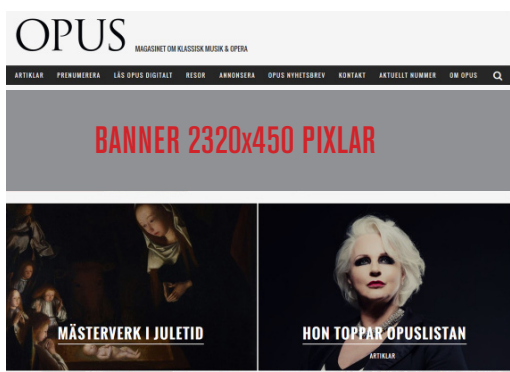 OPUS
MAGASINET OM KLASSISK MUSIK & OPERA
ARTIKLAR PRENUMERERA LÄS OPUS DIGITALT RESOR ANNONSERA OPUS NYHETSBREV KONTAKT AKTUELLT NUMMER OM OPUS
BANNER 2320x450 PIXLAR
MÄSTERVERK I JULETID
HON TOPPAR OPUSLISTAN
ARTIKLAR